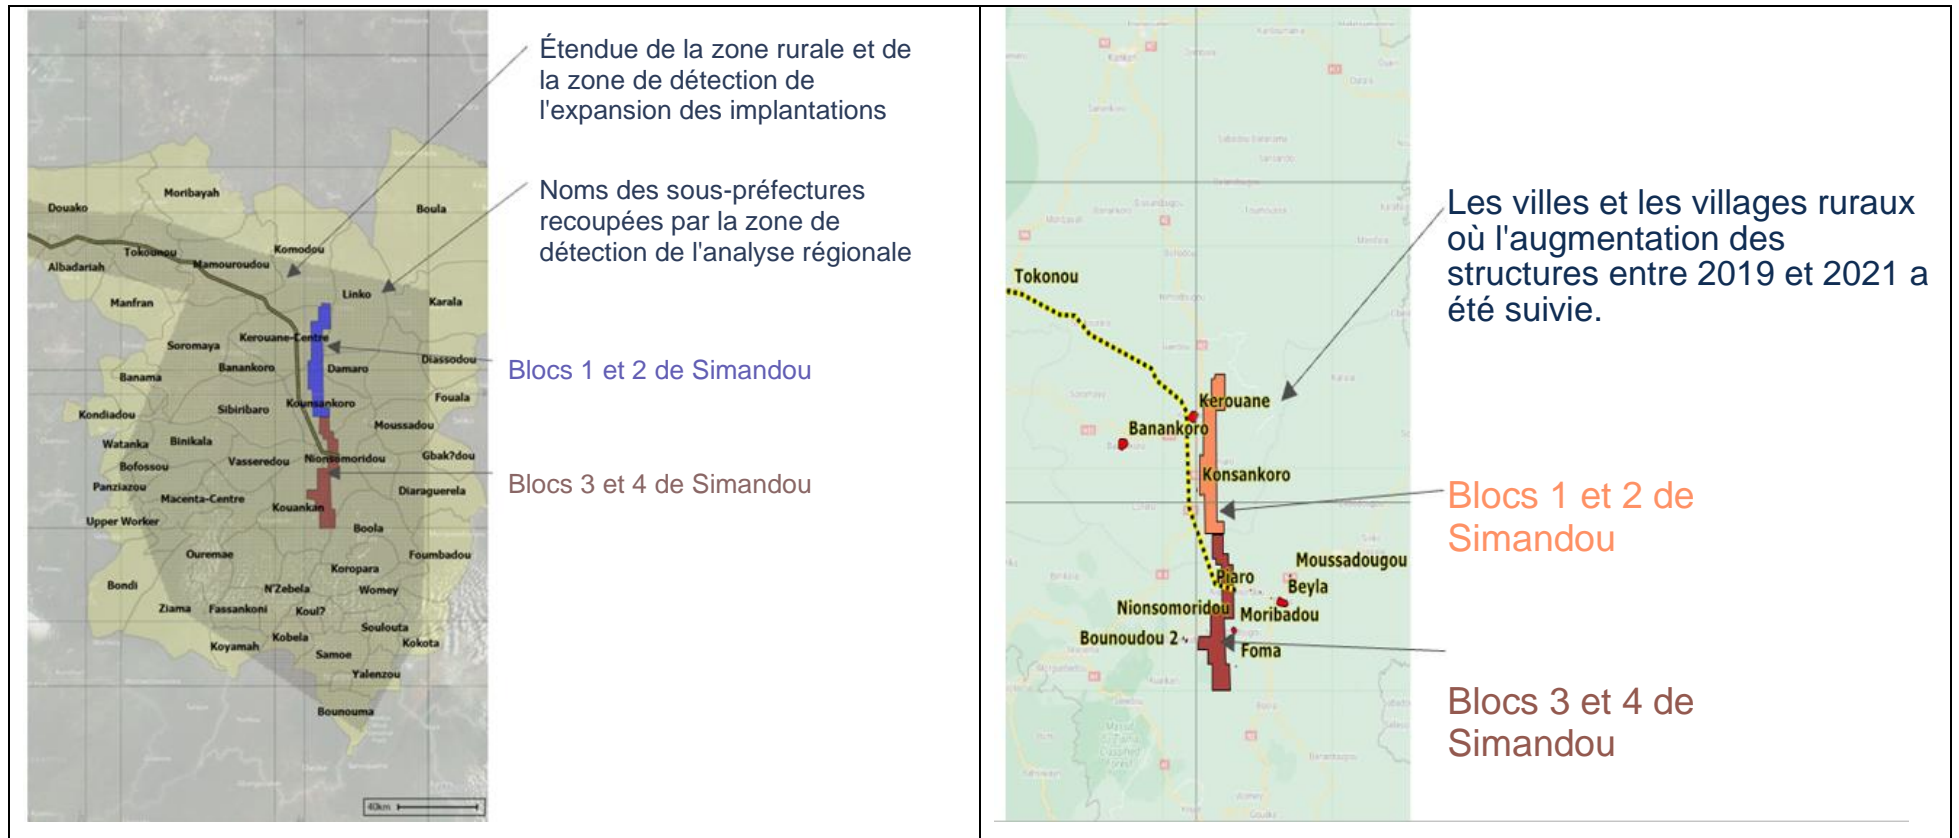 Étendue de la zone rurale et de
la zone de détection de
l'expansion des implantations
Noms des sous-préfectures
recoupées par la zone de
détection de l'analyse régionale
Blocs 1 et 2 de Simandou
Blocs 3 et 4 de Simandou
Moribayah
Douako
Boula
Komodou
Tokounou
Mamouroudou
Albadariah
Linko
Manfran
Karala
Kerouane-Centre
Soromaya
Diassodou
Banankoro
Damaro
Banama
Fouala
Kounsankoro
Sibiribaro
Kondiadou
Moussadou
Watanka
Binikala
Gbak?dou
Vasseredou
Nionsomoridou
Bofossou
Panziazou
Diaraguerela
Macenta-Centre
Kouankan
Upper Worker
Boola
Ouremae
Foumbadou
Koropara
Bondi
N'Zebela
Womey
Ziama
Fassankoni
Koul?
Soulouta
Kobela
Kokota
Koyamah
Samoe
Yalenzou
Bounouma
40km
Les villes et les villages ruraux
où l'augmentation des
structures entre 2019 et 2021 a
été suivie.
Blocs 1 et 2 de
Simandou
Blocs 3 et 4 de
Simandou
Tokonou
Kerouane
Banankoro
Konsankoro
Moussadougou
Piaro
Beyla
Nionsomoridou
Moribadou
Bounoudou 2
Foma